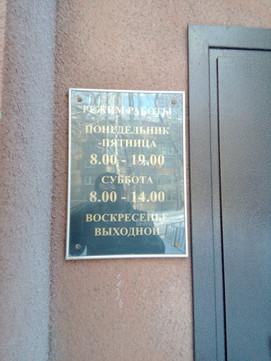 РЕЖИМ РАБОТЫ
ПОНЕДЕЛЬНИК
-ПЯТНИЦА
8.00 - 19.00
СУББОТА
8.00 - 14.00
ВОСКРЕСЕНЬЕ
ВЫХОДНОЙ